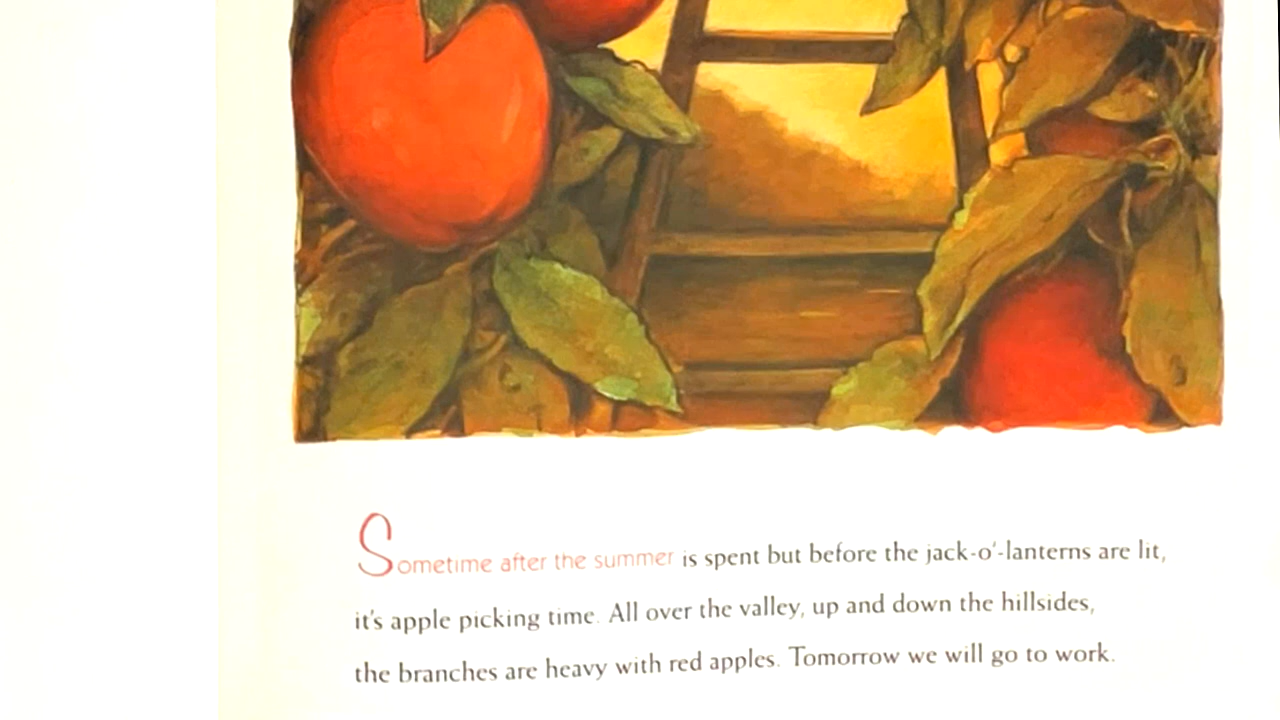 Sometime after the summer is spent but before the jack-o'-lanterns are lit,
it's apple picking time. All over the valley, up and down the hillsides,
the branches are heavy with red apples. Tomorrow we will go to work.